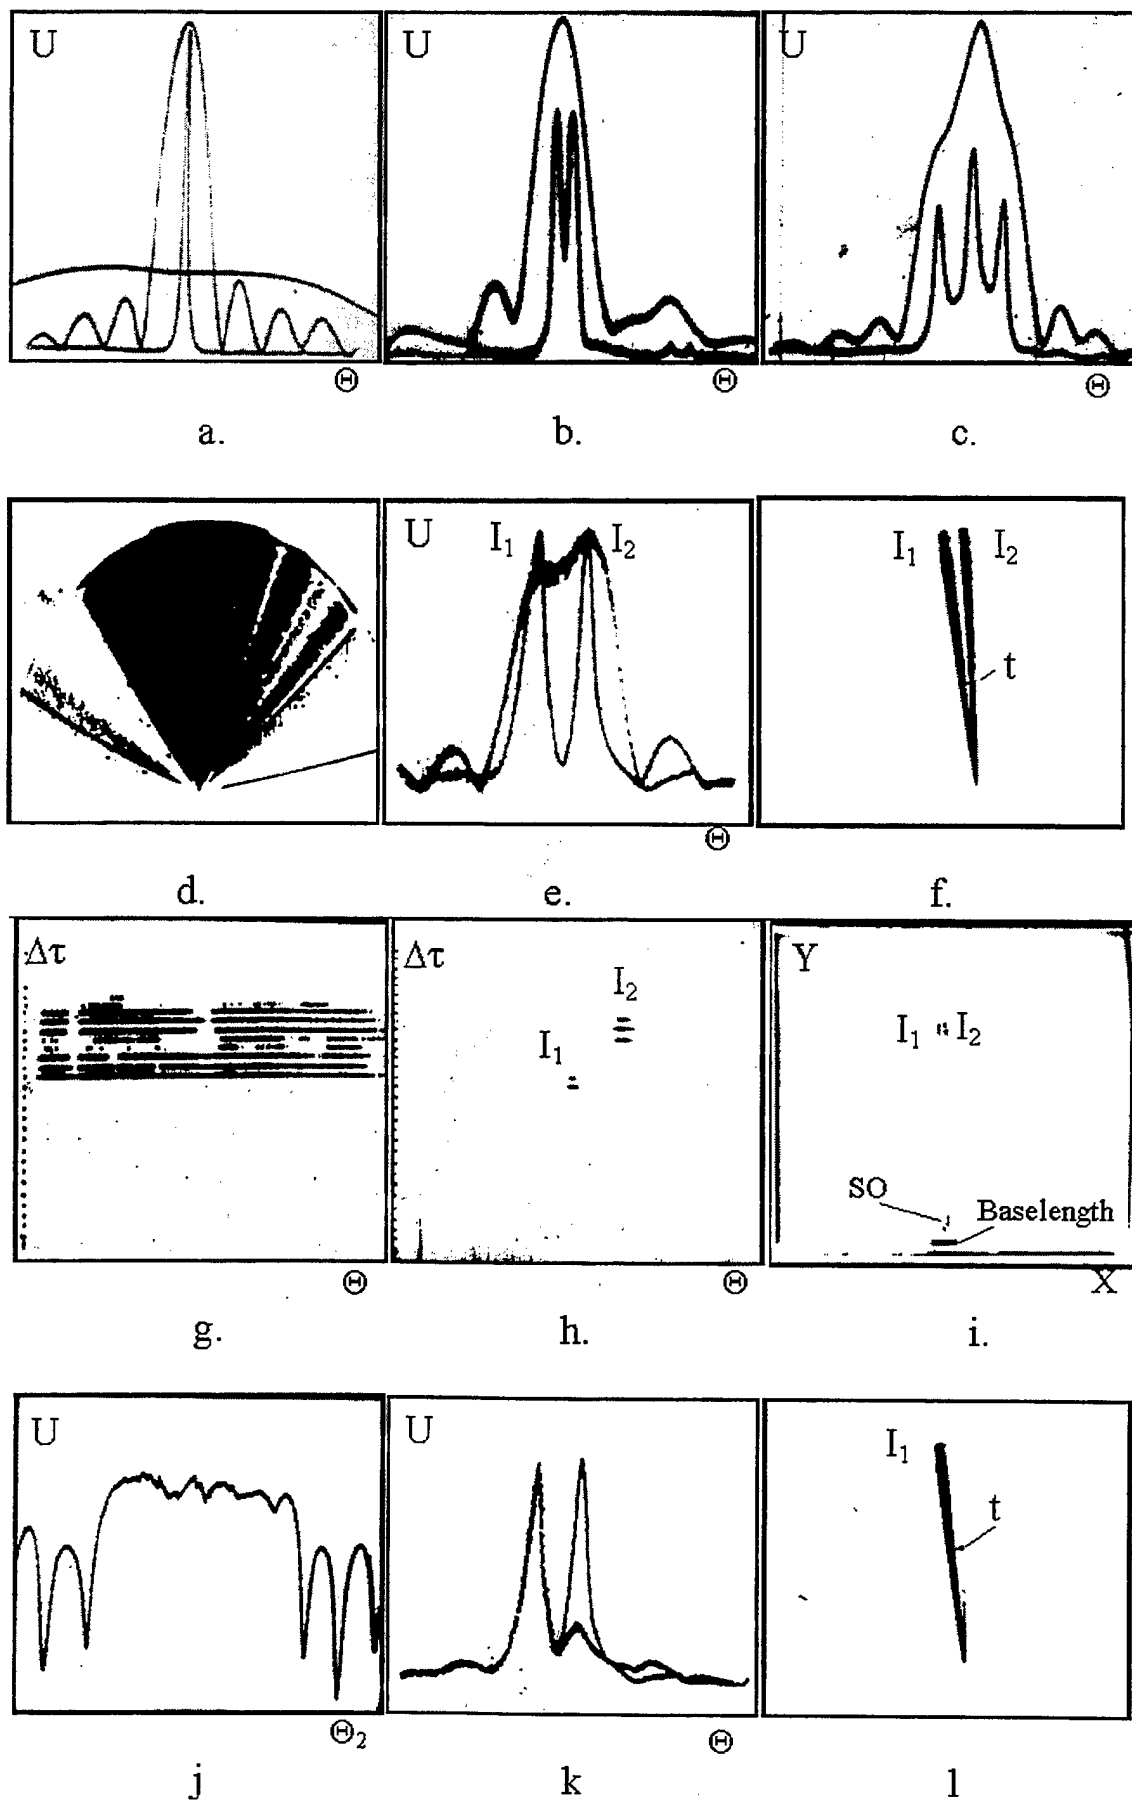 U U U
Θ Θ Θ
a. b. c.
U I₁ I₂ I₁ I₂
t
Θ
d. e. f.
Δτ Δτ Y
I₂
I₁ I₂
I₁
SO
Baselength
Θ Θ X
g. h. i.
U U I₁
t
Θ₂ Θ
j k l